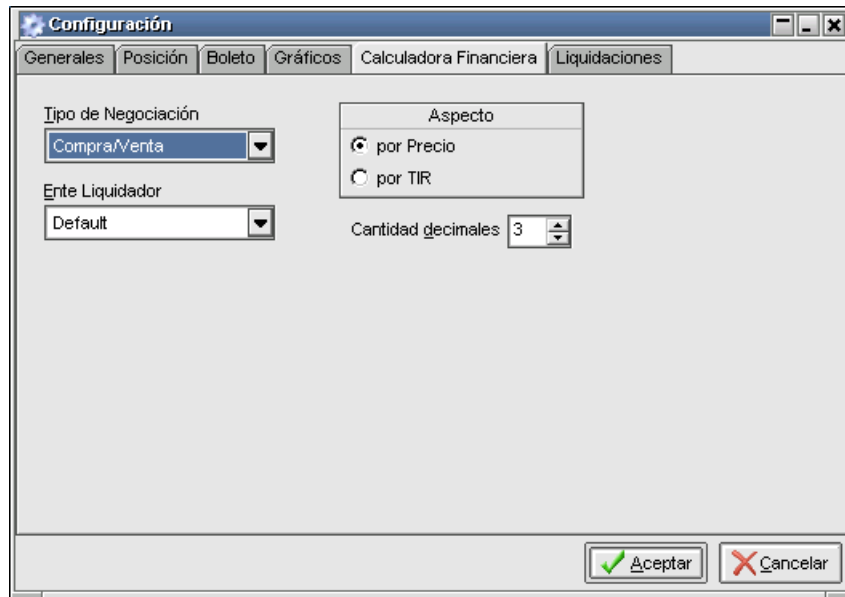 Configuración
Generales Posición Boleto Gráficos Calculadora Financiera Liquidaciones
Tipo de Negociación
Compra/Venta
Ente Liquidador
Default
Aspecto
por Precio
por TIR
Cantidad decimales 3
Aceptar Cancelar